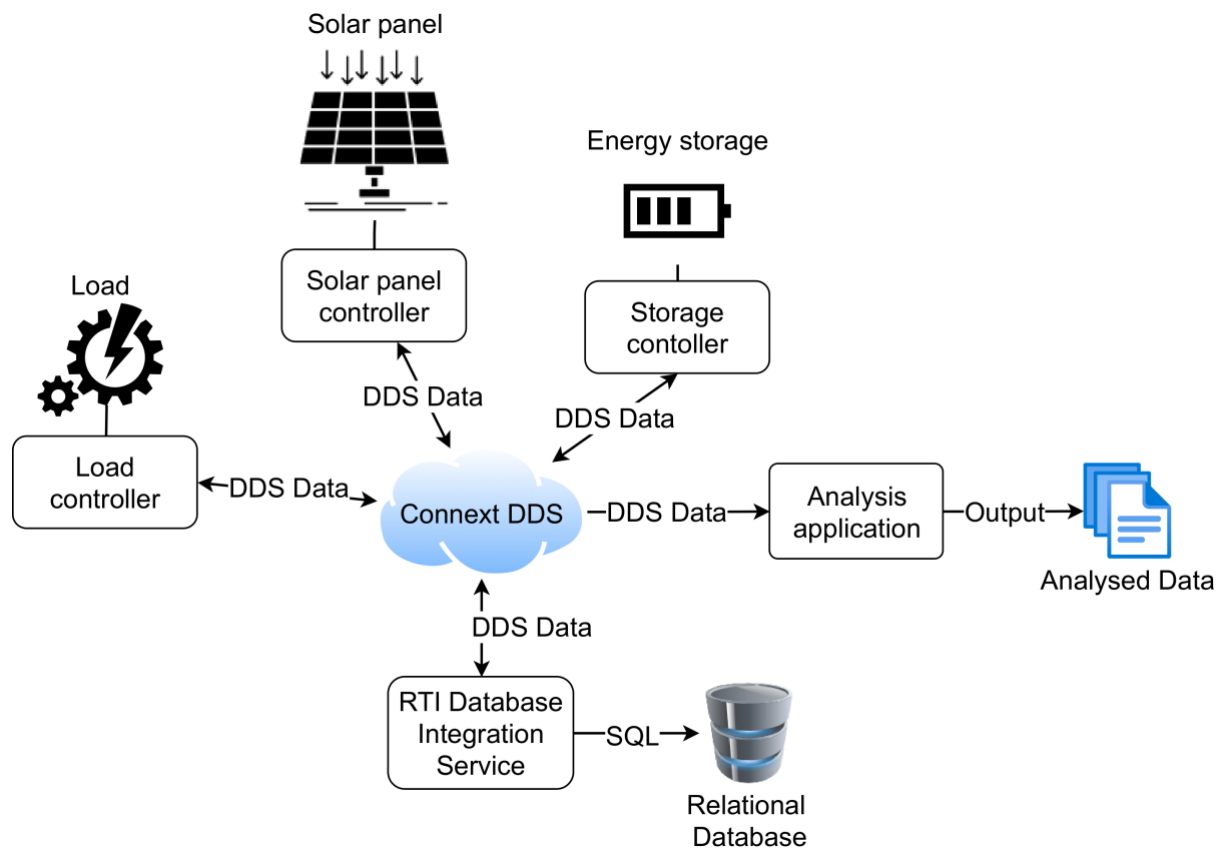 Solar panel
Energy storage
Solar panel
controller
Load
Storage
contoller
DDS Data
DDS Data
Load
controller
DDS Data
Connext DDS
DDS Data
Analysis
application
Output
Analysed Data
DDS Data
RTI Database
Integration
Service
SQL
Relational
Database